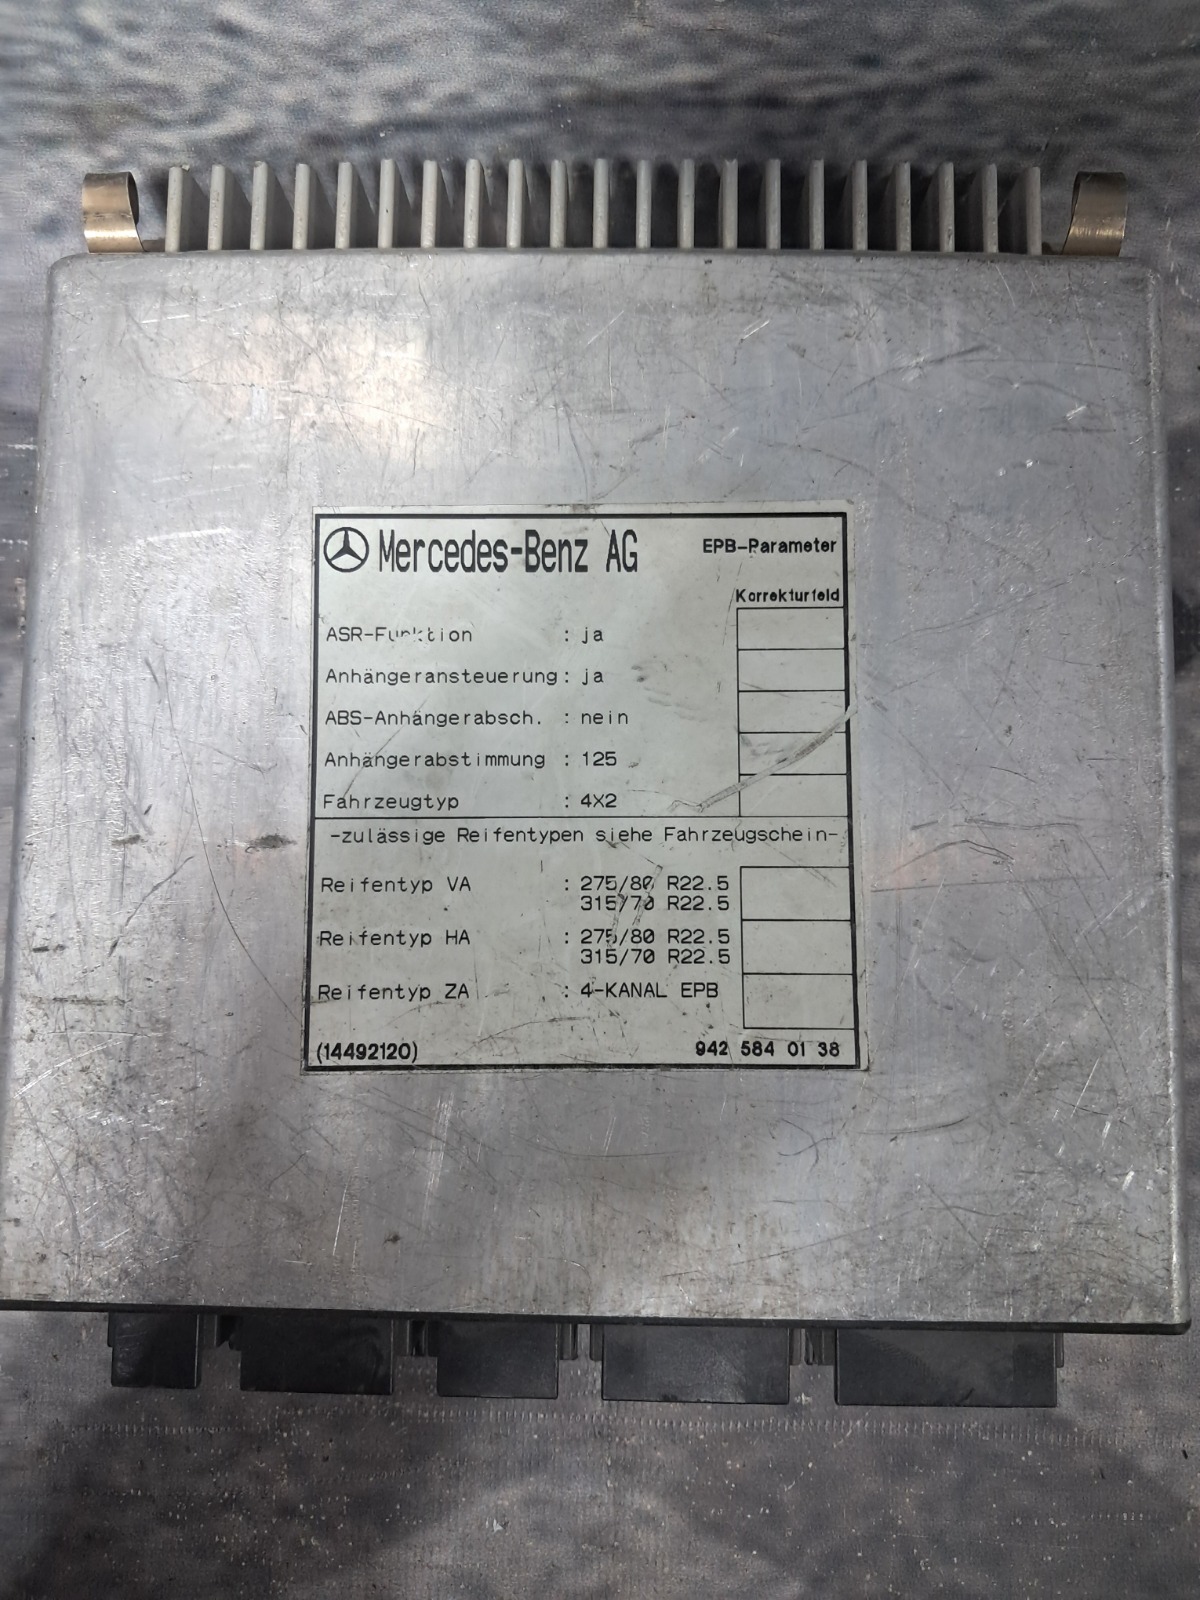 Mercedes-Benz AG EPB-Parameter
Korrekturfeld
ASR-Funktion : ja
Anhängeransteuerung : ja
ABS-Anhängerabsch. : nein
Anhängerabstimmung : 125
Fahrzeugtyp : 4X2
-zulässige Reifentypen siehe Fahrzeugschein-
Reifentyp VA : 275/80 R22.5
315/70 R22.5
Reifentyp HA : 275/80 R22.5
315/70 R22.5
Reifentyp ZA : 4-KANAL EPB
(14492120) 942 584 01 38